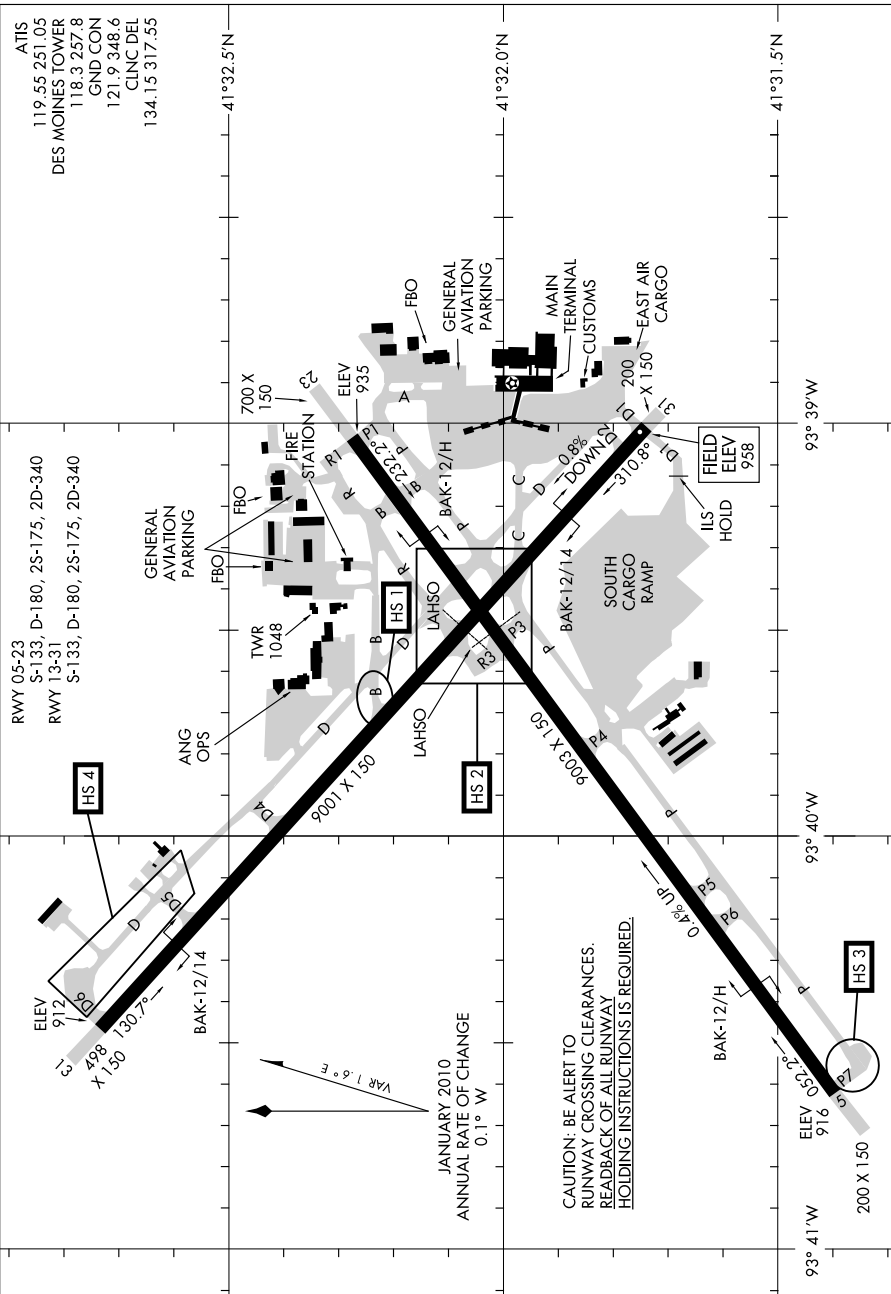 ATIS
119.55 251.05
DES MOINES TOWER
118.3 257.8
GND CON
121.9 348.6
CLNC DEL
134.15 317.55
RWY 05-23
S-133, D-180, 2S-175, 2D-340
RWY 13-31
S-133, D-180, 2S-175, 2D-340
41°32.5'N
41°32.0'N
41°31.5'N
93° 39'W
93° 40'W
93° 41'W
HS 4
D
D5
D6
ELEV
912
13
498
X 150
130.7°
BAK-12/14
D4
D
9001 X 150
ANG
OPS
TWR
1048
GENERAL
AVIATION
PARKING
FBO
FBO
FIRE
STATION
700 X
150
23
ELEV
935
R1
P1
232.2°
P
R
B
B
BAK-12/H
P
A
FBO
GENERAL
AVIATION
PARKING
MAIN
TERMINAL
CUSTOMS
EAST AIR
CARGO
200
X 150
31
D1
D
D1
FIELD
ELEV
958
310.8°
0.8%
DOWN
D2
C
D
C
ILS
HOLD
SOUTH
CARGO
RAMP
BAK-12/14
HS 1
B
B
D
R
LAHSO
LAHSO
R3
P3
HS 2
P
P4
9003 X 150
P
0.4% UP
P5
P6
P
BAK-12/H
HS 3
P7
052.2°
5
ELEV
916
200 X 150
VAR 1.6° E
JANUARY 2010
ANNUAL RATE OF CHANGE
0.1° W
CAUTION: BE ALERT TO
RUNWAY CROSSING CLEARANCES.
READBACK OF ALL RUNWAY
HOLDING INSTRUCTIONS IS REQUIRED.